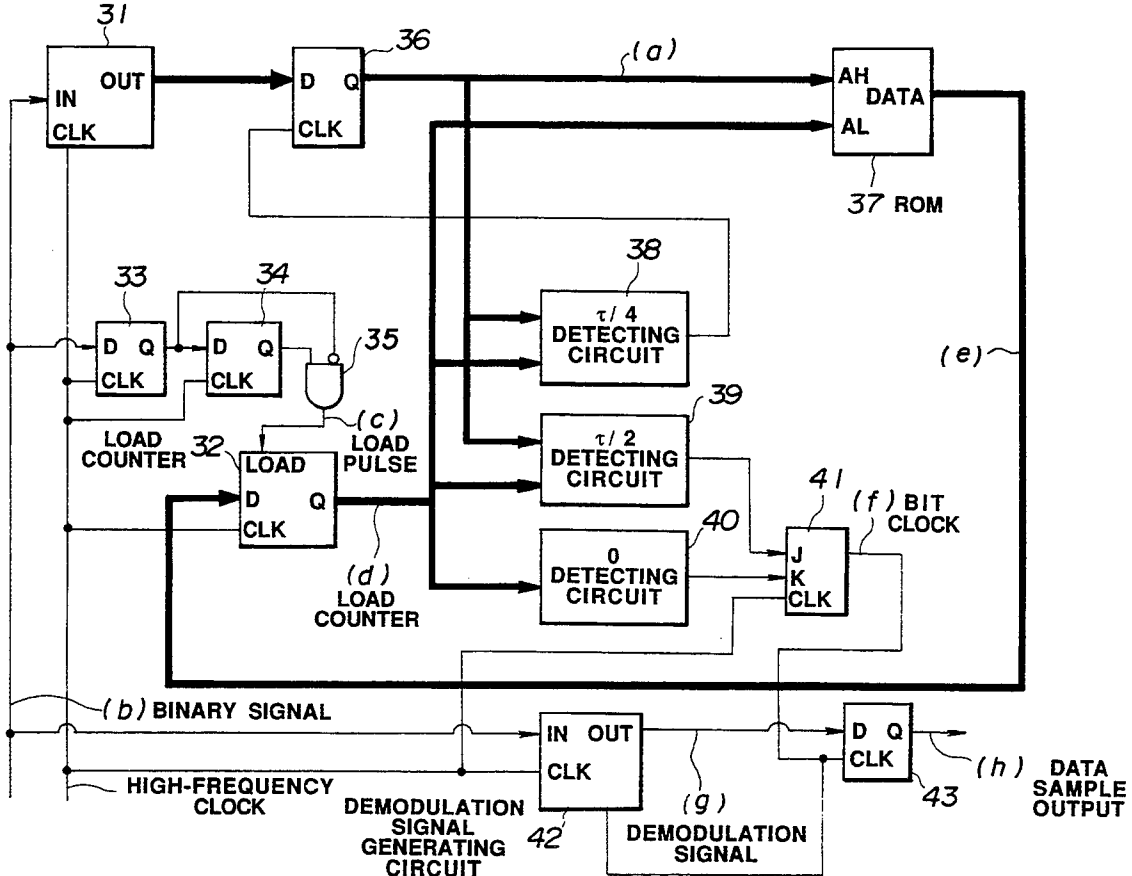 31
OUT
IN
CLK
36
D Q
CLK
(a)
AH
DATA
AL
37 ROM
33
D Q
CLK
34
D Q
CLK
35
(c)
LOAD
PULSE
LOAD
COUNTER
32
LOAD
D Q
CLK
(d)
LOAD
COUNTER
38
τ/4
DETECTING
CIRCUIT
39
τ/2
DETECTING
CIRCUIT
40
0
DETECTING
CIRCUIT
(e)
41
J
K
CLK
(f) BIT
CLOCK
(b) BINARY SIGNAL
HIGH-FREQUENCY
CLOCK
IN OUT
CLK
42
DEMODULATION
SIGNAL
GENERATING
CIRCUIT
(g)
DEMODULATION
SIGNAL
D Q
CLK
43
(h) DATA
SAMPLE
OUTPUT